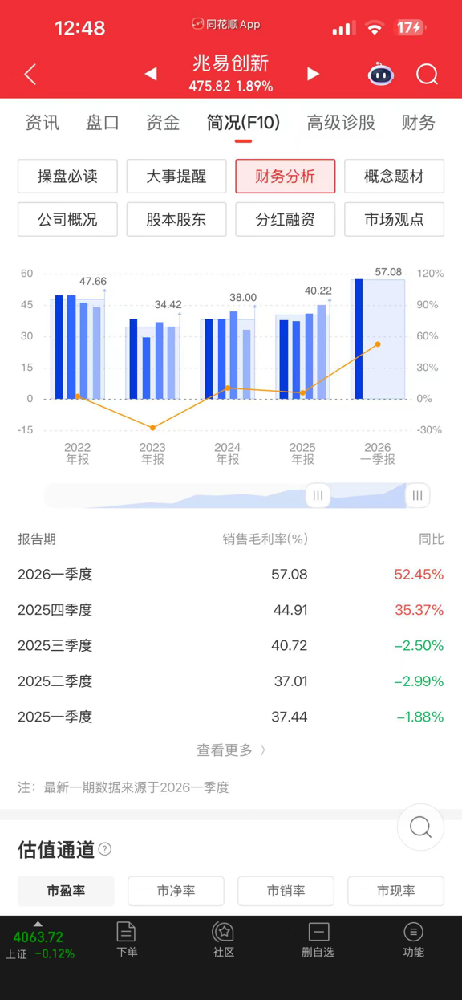 12:48
同花顺App
17
兆易创新
475.82 1.89%
资讯 盘口 资金 简况(F10) 高级诊股 财务
操盘必读 大事提醒 财务分析 概念题材
公司概况 股本股东 分红融资 市场观点
60 120%
45 90%
30 60%
15 30%
0 0%
-15 -30%
47.66 34.42 38.00 40.22 57.08
2022 2023 2024 2025 2026
年报 年报 年报 年报 一季报
报告期 销售毛利率(%) 同比
2026一季度 57.08 52.45%
2025四季度 44.91 35.37%
2025三季度 40.72 -2.50%
2025二季度 37.01 -2.99%
2025一季度 37.44 -1.88%
查看更多
注：最新一期数据来源于2026一季度
估值通道 ?
市盈率 市净率 市销率 市现率
4063.72
上证 -0.12%
下单 社区 删自选 功能